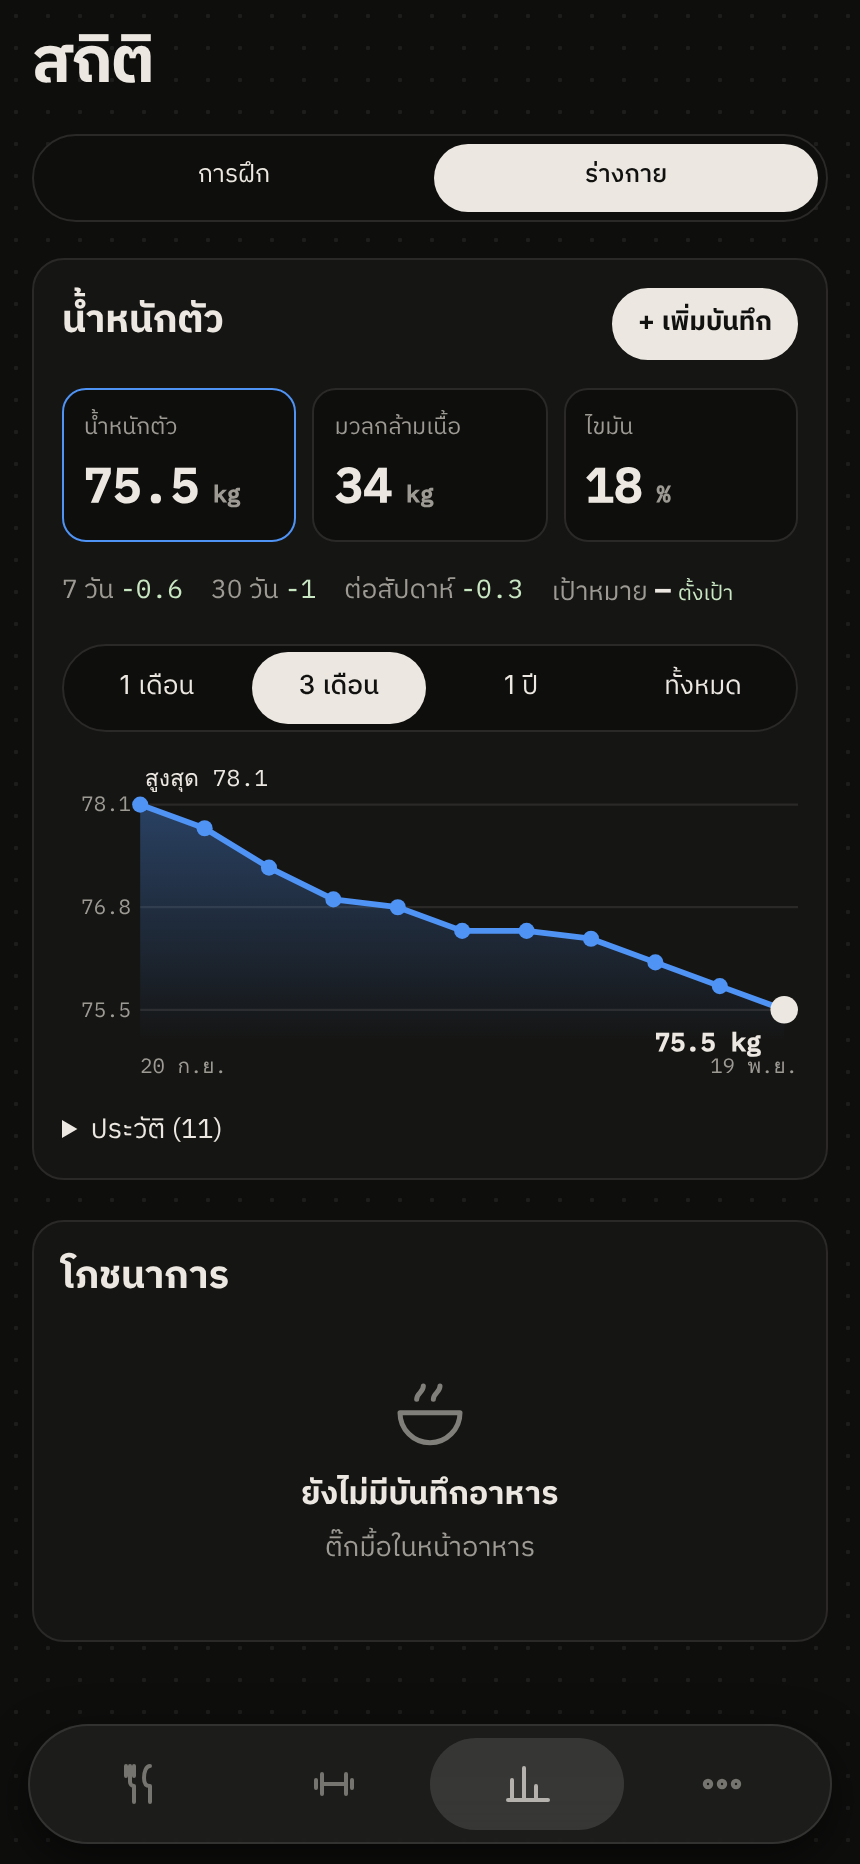 สถิติ
การฝึก ร่างกาย
น้ำหนักตัว + เพิ่มบันทึก
น้ำหนักตัว มวลกล้ามเนื้อ ไขมัน
75.5 kg 34 kg 18 %
7 วัน -0.6 30 วัน -1 ต่อสัปดาห์ -0.3 เป้าหมาย — ตั้งเป้า
1 เดือน 3 เดือน 1 ปี ทั้งหมด
สูงสุด 78.1
78.1
76.8
75.5
75.5 kg
20 ก.ย. 19 พ.ย.
▶ ประวัติ (11)
โภชนาการ
ยังไม่มีบันทึกอาหาร
ติ๊กมื้อในหน้าอาหาร